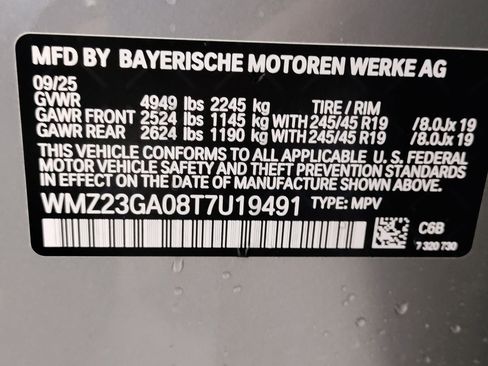 MFD BY BAYERISCHE MOTOREN WERKE AG
09/25
GVWR 4949 lbs 2245 kg TIRE / RIM
GAWR FRONT 2524 lbs 1145 kg WITH 245/45 R19 /8.0Jx 19
GAWR REAR 2624 lbs 1190 kg WITH 245/45 R19 /8.0Jx 19
THIS VEHICLE CONFORMS TO ALL APPLICABLE U. S. FEDERAL
MOTOR VEHICLE SAFETY AND THEFT PREVENTION
STANDARDS IN EFFECT ON THE
DATE OF MANUFACTURE SHOWN ABOVE.
WMZ23GA08T7U19491 TYPE: MPV
C6B
7 320 730